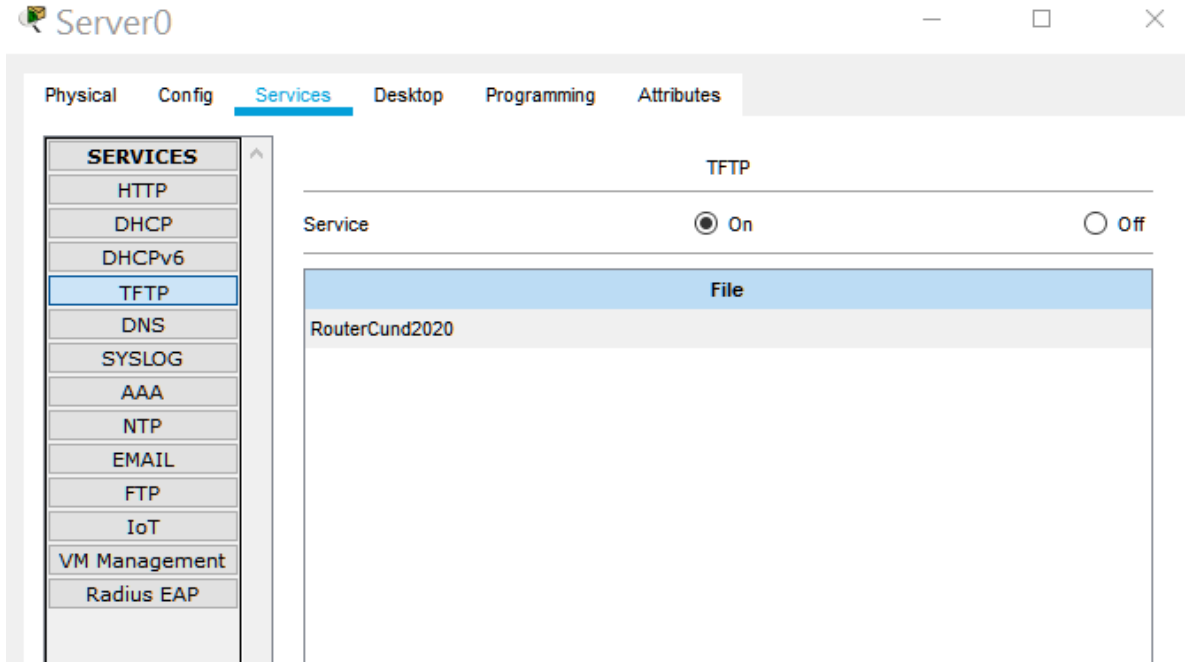 Server0
Physical Config Services Desktop Programming Attributes
SERVICES
HTTP
DHCP
DHCPv6
TFTP
DNS
SYSLOG
AAA
NTP
EMAIL
FTP
IoT
VM Management
Radius EAP
TFTP
Service On Off
File
RouterCund2020